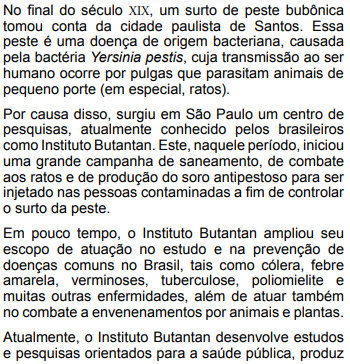 No final do século XIX, um surto de peste bubônica
tomou conta da cidade paulista de Santos. Essa
peste é uma doença de origem bacteriana, causada
pela bactéria Yersinia pestis, cuja transmissão ao ser
humano ocorre por pulgas que parasitam animais de
pequeno porte (em especial, ratos).
Por causa disso, surgiu em São Paulo um centro de
pesquisas, atualmente conhecido pelos brasileiros
como Instituto Butantan. Este, naquele período, iniciou
uma grande campanha de saneamento, de combate
aos ratos e de produção do soro antipestoso para ser
injetado nas pessoas contaminadas a fim de controlar
o surto da peste.
Em pouco tempo, o Instituto Butantan ampliou seu
escopo de atuação no estudo e na prevenção de
doenças comuns no Brasil, tais como cólera, febre
amarela, verminoses, tuberculose, poliomielite e
muitas outras enfermidades, além de atuar também
no combate a envenenamentos por animais e plantas.
Atualmente, o Instituto Butantan desenvolve estudos
e pesquisas orientados para a saúde pública, produz